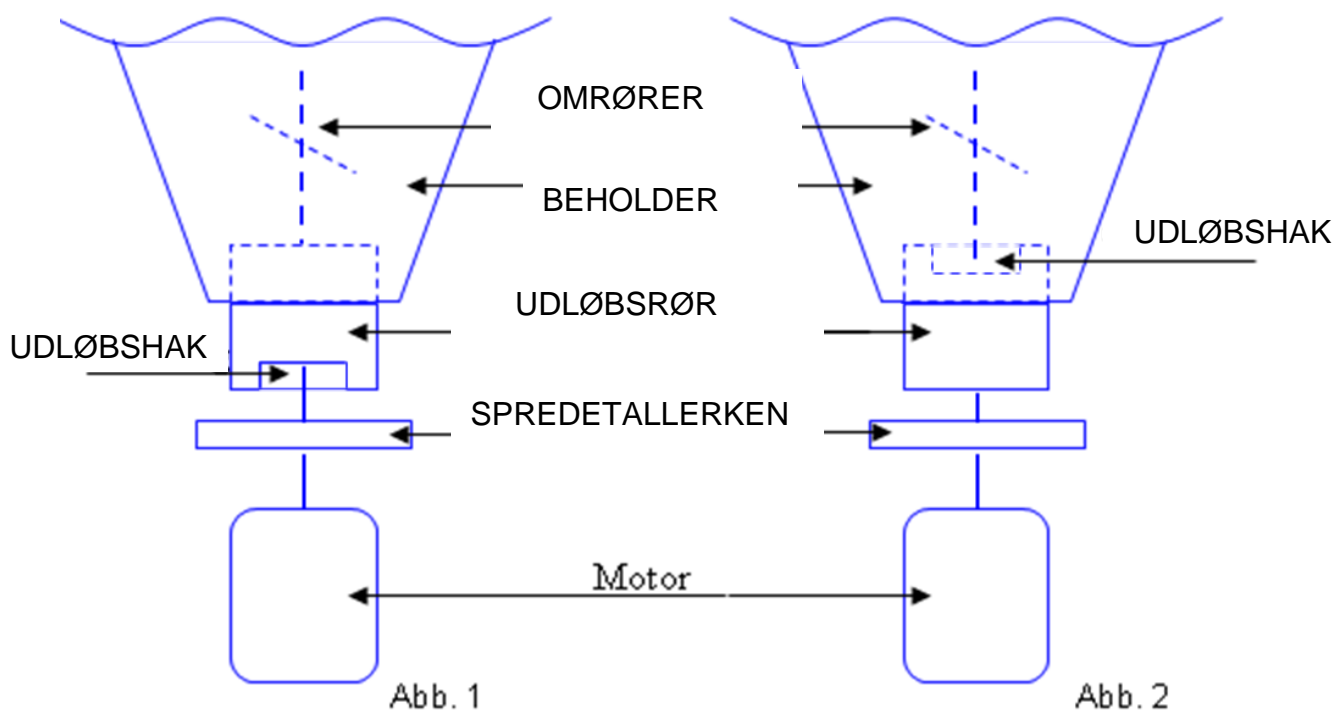 OMRØRER
BEHOLDER
UDLØBSHAK
UDLØBSRØR
UDLØBSHAK
SPREDETALLERKEN
Motor
Abb. 1
Abb. 2